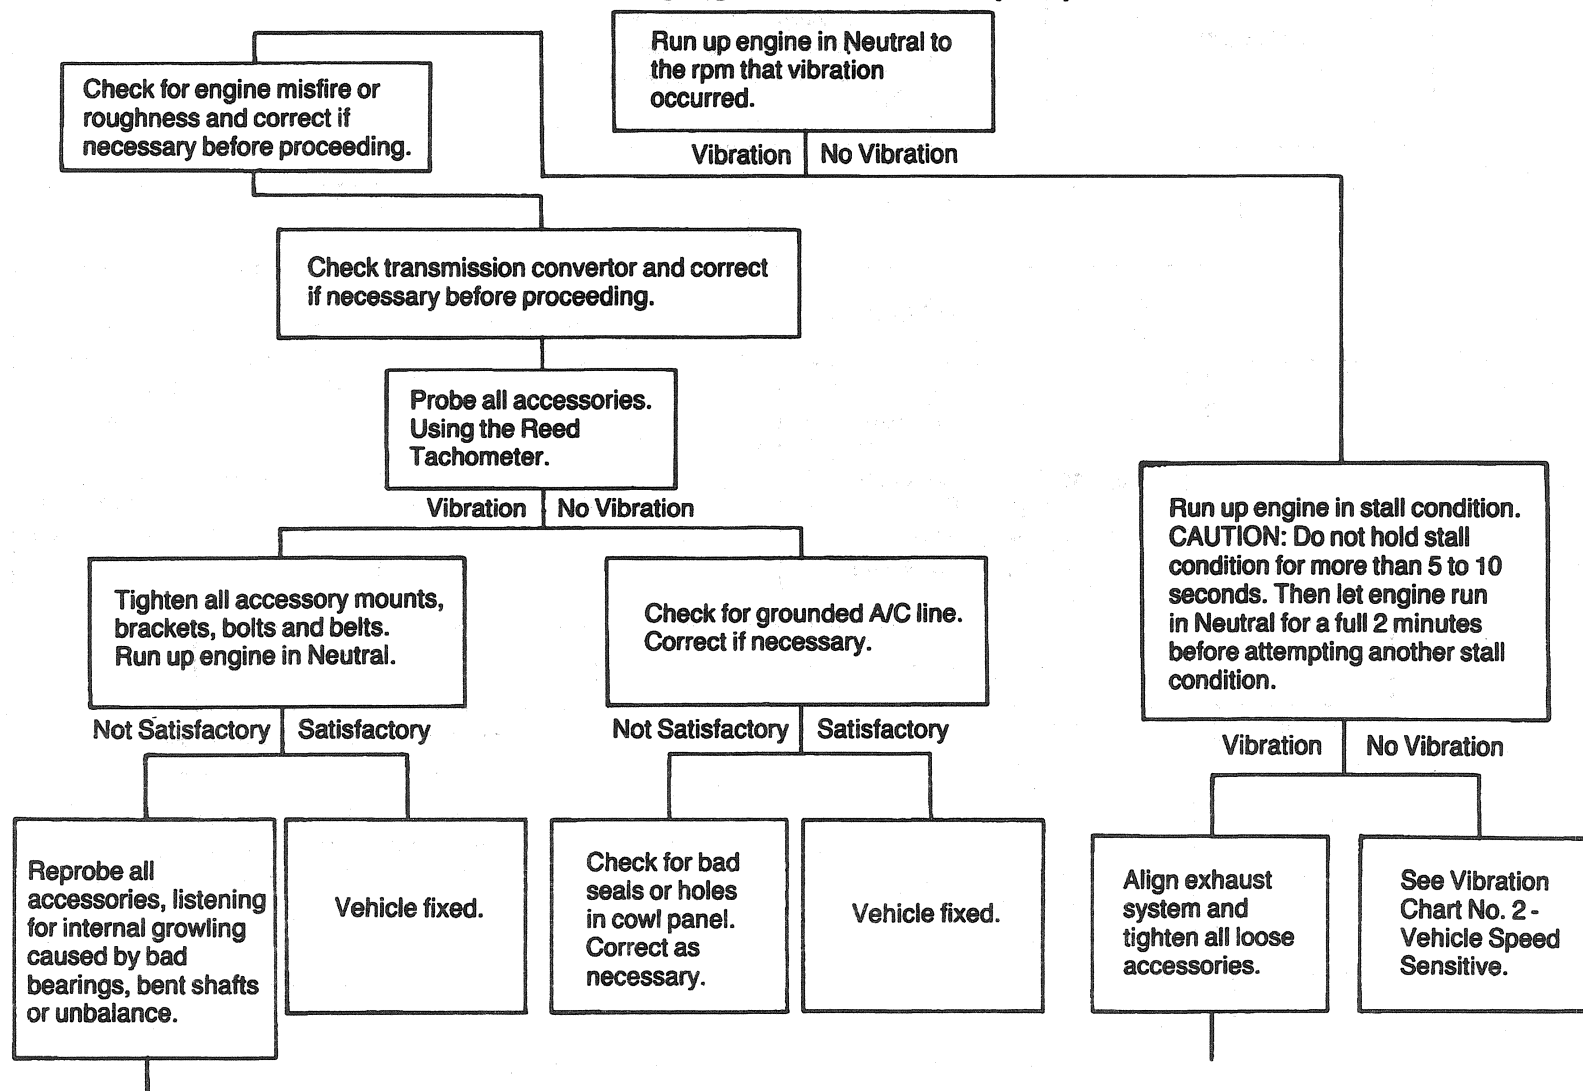 Run up engine in Neutral to
the rpm that vibration
occurred.
Vibration
No Vibration
Check for engine misfire or
roughness and correct if
necessary before proceeding.
Check transmission convertor and correct
if necessary before proceeding.
Probe all accessories.
Using the Reed
Tachometer.
Vibration
No Vibration
Tighten all accessory mounts,
brackets, bolts and belts.
Run up engine in Neutral.
Not Satisfactory
Satisfactory
Reprobe all
accessories, listening
for internal growling
caused by bad
bearings, bent shafts
or unbalance.
Vehicle fixed.
Check for grounded A/C line.
Correct if necessary.
Not Satisfactory
Satisfactory
Check for bad
seals or holes
in cowl panel.
Correct as
necessary.
Vehicle fixed.
Run up engine in stall condition.
CAUTION: Do not hold stall
condition for more than 5 to 10
seconds. Then let engine run
in Neutral for a full 2 minutes
before attempting another stall
condition.
Vibration
No Vibration
Align exhaust
system and
tighten all loose
accessories.
See Vibration
Chart No. 2 -
Vehicle Speed
Sensitive.